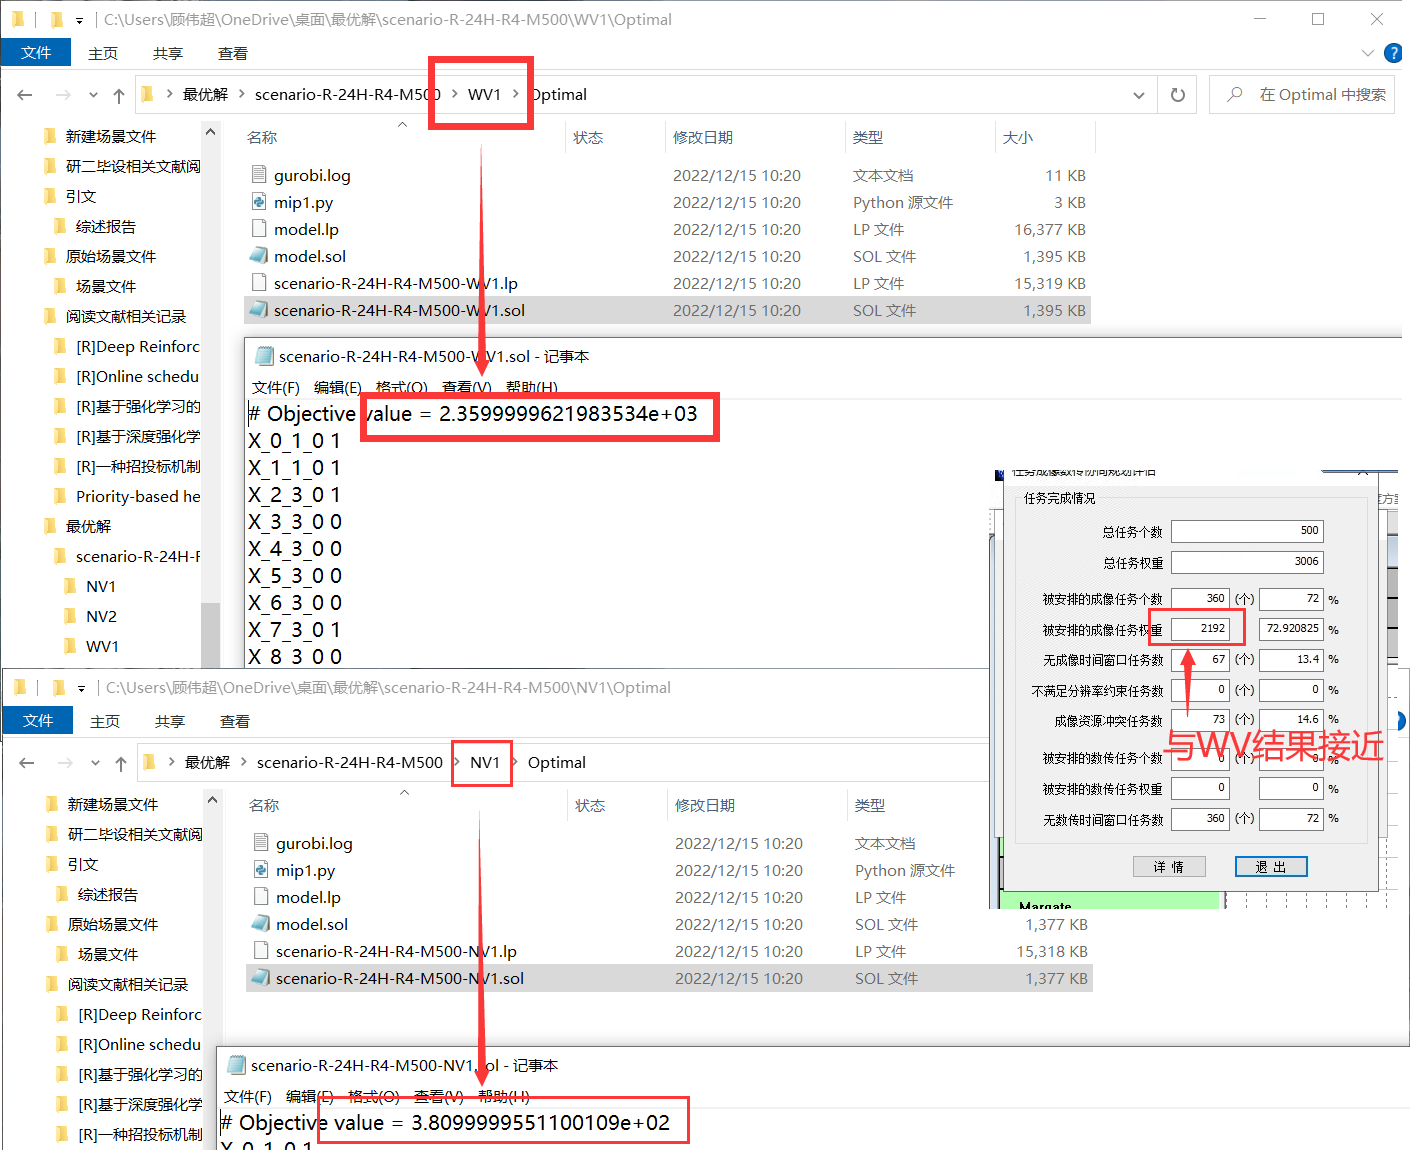 C:\Users\顾伟超\OneDrive\桌面\最优解\scenario-R-24H-R4-M500\WV1\Optimal
文件 主页 共享 查看
最优解 scenario-R-24H-R4-M500 WV1 Optimal
在 Optimal 中搜索
名称 状态 修改日期 类型 大小
新建场景文件
研二毕设相关文献阅
引文
综述报告
原始场景文件
场景文件
阅读文献相关记录
[R]Deep Reinforc
[R]Online schedu
[R]基于强化学习的
[R]基于深度强化学
[R]一种招投标机制
Priority-based he
最优解
scenario-R-24H-R
NV1
NV2
WV1
gurobi.log 2022/12/15 10:20 文本文档 11 KB
mip1.py 2022/12/15 10:20 Python 源文件 3 KB
model.lp 2022/12/15 10:20 LP 文件 16,377 KB
model.sol 2022/12/15 10:20 SOL 文件 1,395 KB
scenario-R-24H-R4-M500-WV1.lp 2022/12/15 10:20 LP 文件 15,319 KB
scenario-R-24H-R4-M500-WV1.sol 2022/12/15 10:20 SOL 文件 1,395 KB
scenario-R-24H-R4-M500-WV1.sol - 记事本
文件(F) 编辑(E) 格式(O) 查看(V) 帮助(H)
# Objective value = 2.3599999621983534e+03
X_0_1_0 1
X_1_1_0 1
X_2_3_0 1
X_3_3_0 0
X_4_3_0 0
X_5_3_0 0
X_6_3_0 0
X_7_3_0 1
X_8_3_0 0
任务成像数传协同规划评估
任务完成情况
总任务个数 500
总任务权重 3006
被安排的成像任务个数 360 (个) 72 %
被安排的成像任务权重 2192 72.920825 %
无成像时间窗口任务数 67 (个) 13.4 %
不满足分辨率约束任务数 0 (个) 0 %
成像资源冲突任务数 73 (个) 14.6 %
与WV结果接近
被安排的数传任务个数 0 (个) 0 %
被安排的数传任务权重 0 0 %
无数传时间窗口任务数 360 (个) 72 %
详 情 退 出
Margate
C:\Users\顾伟超\OneDrive\桌面\最优解\scenario-R-24H-R4-M500\NV1\Optimal
文件 主页 共享 查看
最优解 scenario-R-24H-R4-M500 NV1 Optimal
名称 状态 修改日期 类型
新建场景文件
研二毕设相关文献阅
引文
综述报告
原始场景文件
场景文件
阅读文献相关记录
[R]Deep Reinforc
[R]Online schedu
[R]基于强化学习的
[R]基于深度强化学
[R]一种招投标机制
gurobi.log 2022/12/15 10:20 文本文档
mip1.py 2022/12/15 10:20 Python 源文件
model.lp 2022/12/15 10:20 LP 文件
model.sol 2022/12/15 10:20 SOL 文件 1,377 KB
scenario-R-24H-R4-M500-NV1.lp 2022/12/15 10:20 LP 文件 15,318 KB
scenario-R-24H-R4-M500-NV1.sol 2022/12/15 10:20 SOL 文件 1,377 KB
scenario-R-24H-R4-M500-NV1.sol - 记事本
文件(F) 编辑(E) 格式(O) 查看(V) 帮助(H)
# Objective value = 3.8099999551100109e+02
X_0_1_0 1